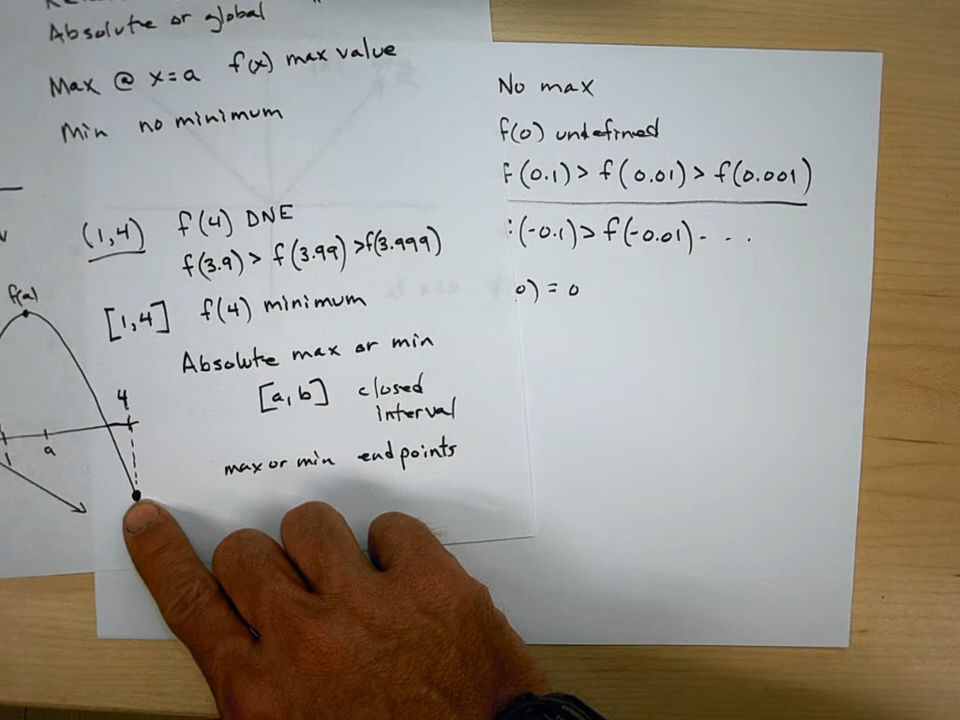 Absolute or global "
Max @ x=a f(x) max value
Min no minimum
(1,4) f(4) DNE
f(3.9) > f(3.99) > f(3.999)
[1,4] f(4) minimum
Absolute max or min
[a,b] closed
interval
max or min endpoints
f(a)
4
1
a
No max
f(0) undefined
f(0.1) > f(0.01) > f(0.001)
(-0.1) > f(-0.01) - - .
0) = 0